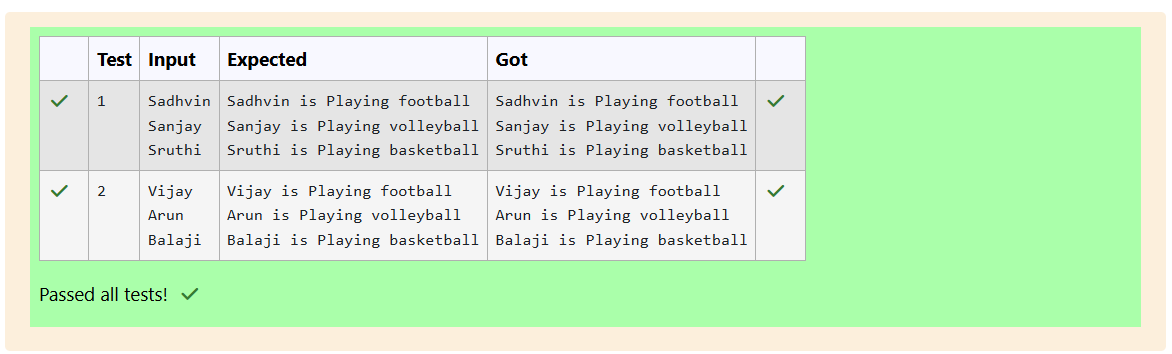 Test Input Expected Got
1 Sadhvin Sadhvin is Playing football Sadhvin is Playing football
Sanjay Sanjay is Playing volleyball Sanjay is Playing volleyball
Sruthi Sruthi is Playing basketball Sruthi is Playing basketball
2 Vijay Vijay is Playing football Vijay is Playing football
Arun Arun is Playing volleyball Arun is Playing volleyball
Balaji Balaji is Playing basketball Balaji is Playing basketball
Passed all tests!